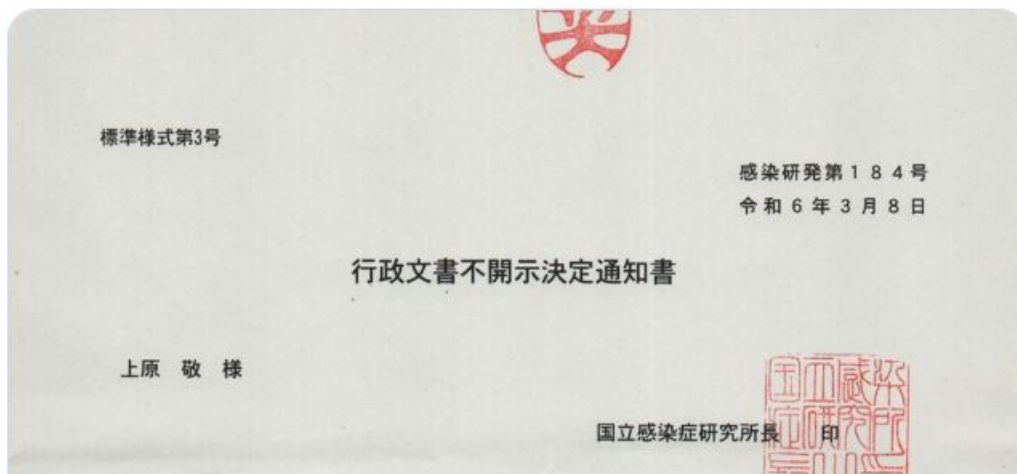 標準様式第3号
感染研発第184号
令和6年3月8日
行政文書不開示決定通知書
上原 敬 様
国立感染症研究所長 印